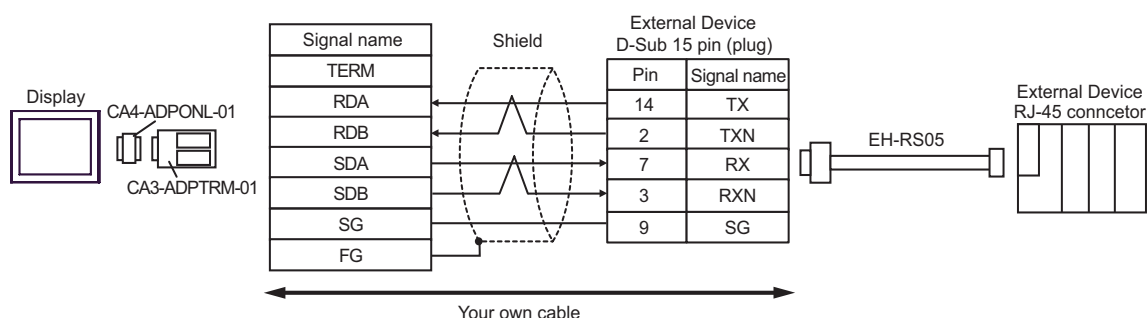 Display
CA4-ADPONL-01
CA3-ADPTRM-01
Signal name
TERM
RDA
RDB
SDA
SDB
SG
FG
Shield
External Device
D-Sub 15 pin (plug)
Pin Signal name
14 TX
2 TXN
7 RX
3 RXN
9 SG
EH-RS05
External Device
RJ-45 conncetor
Your own cable